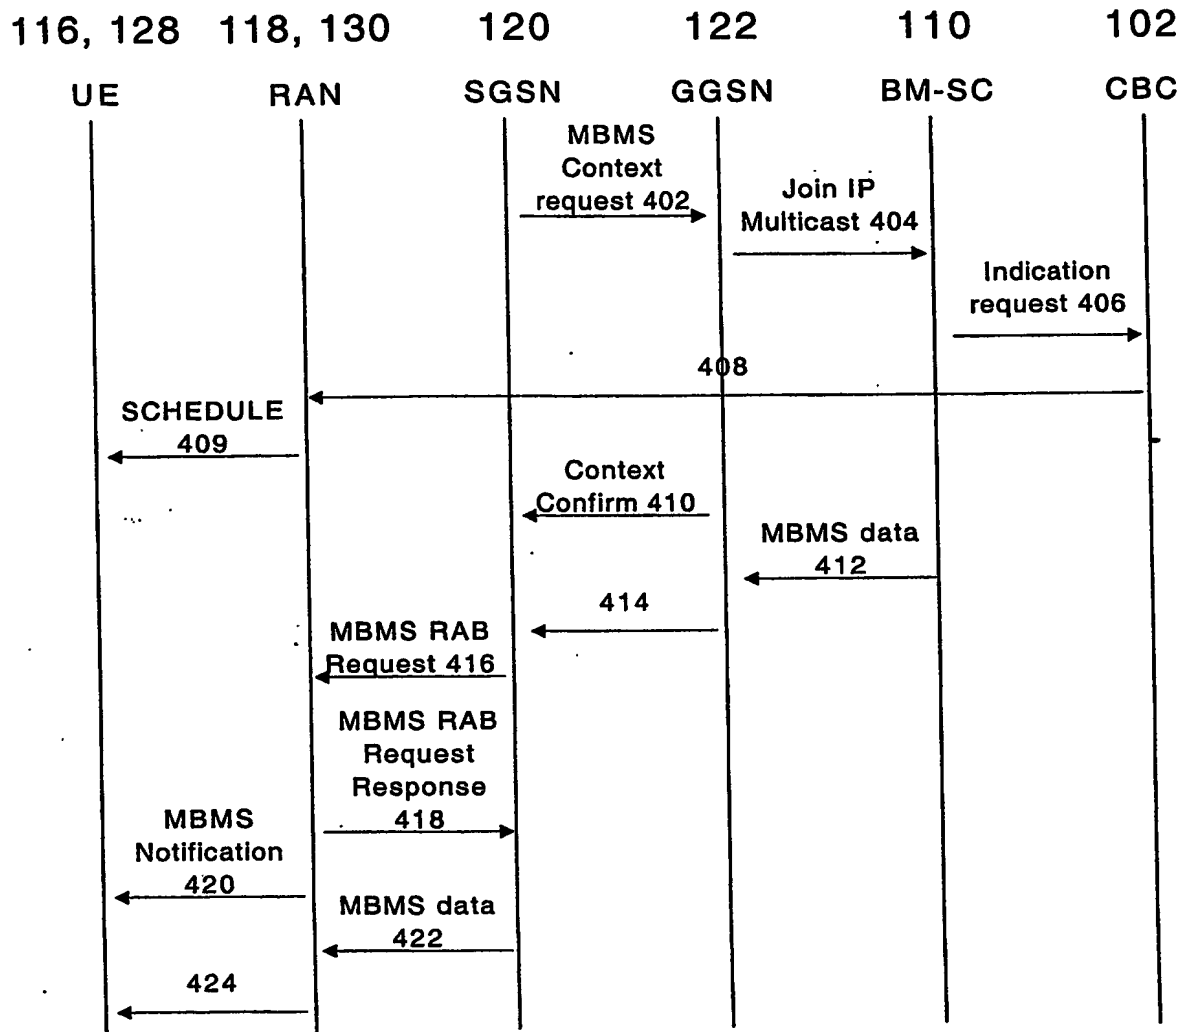 116, 128 118, 130 120 122 110 102
UE RAN SGSN GGSN BM-SC CBC
MBMS
Context
request 402
Join IP
Multicast 404
Indication
request 406
408
SCHEDULE
409
Context
Confirm 410
MBMS data
412
414
MBMS RAB
Request 416
MBMS RAB
Request
Response
418
MBMS
Notification
420
MBMS data
422
424